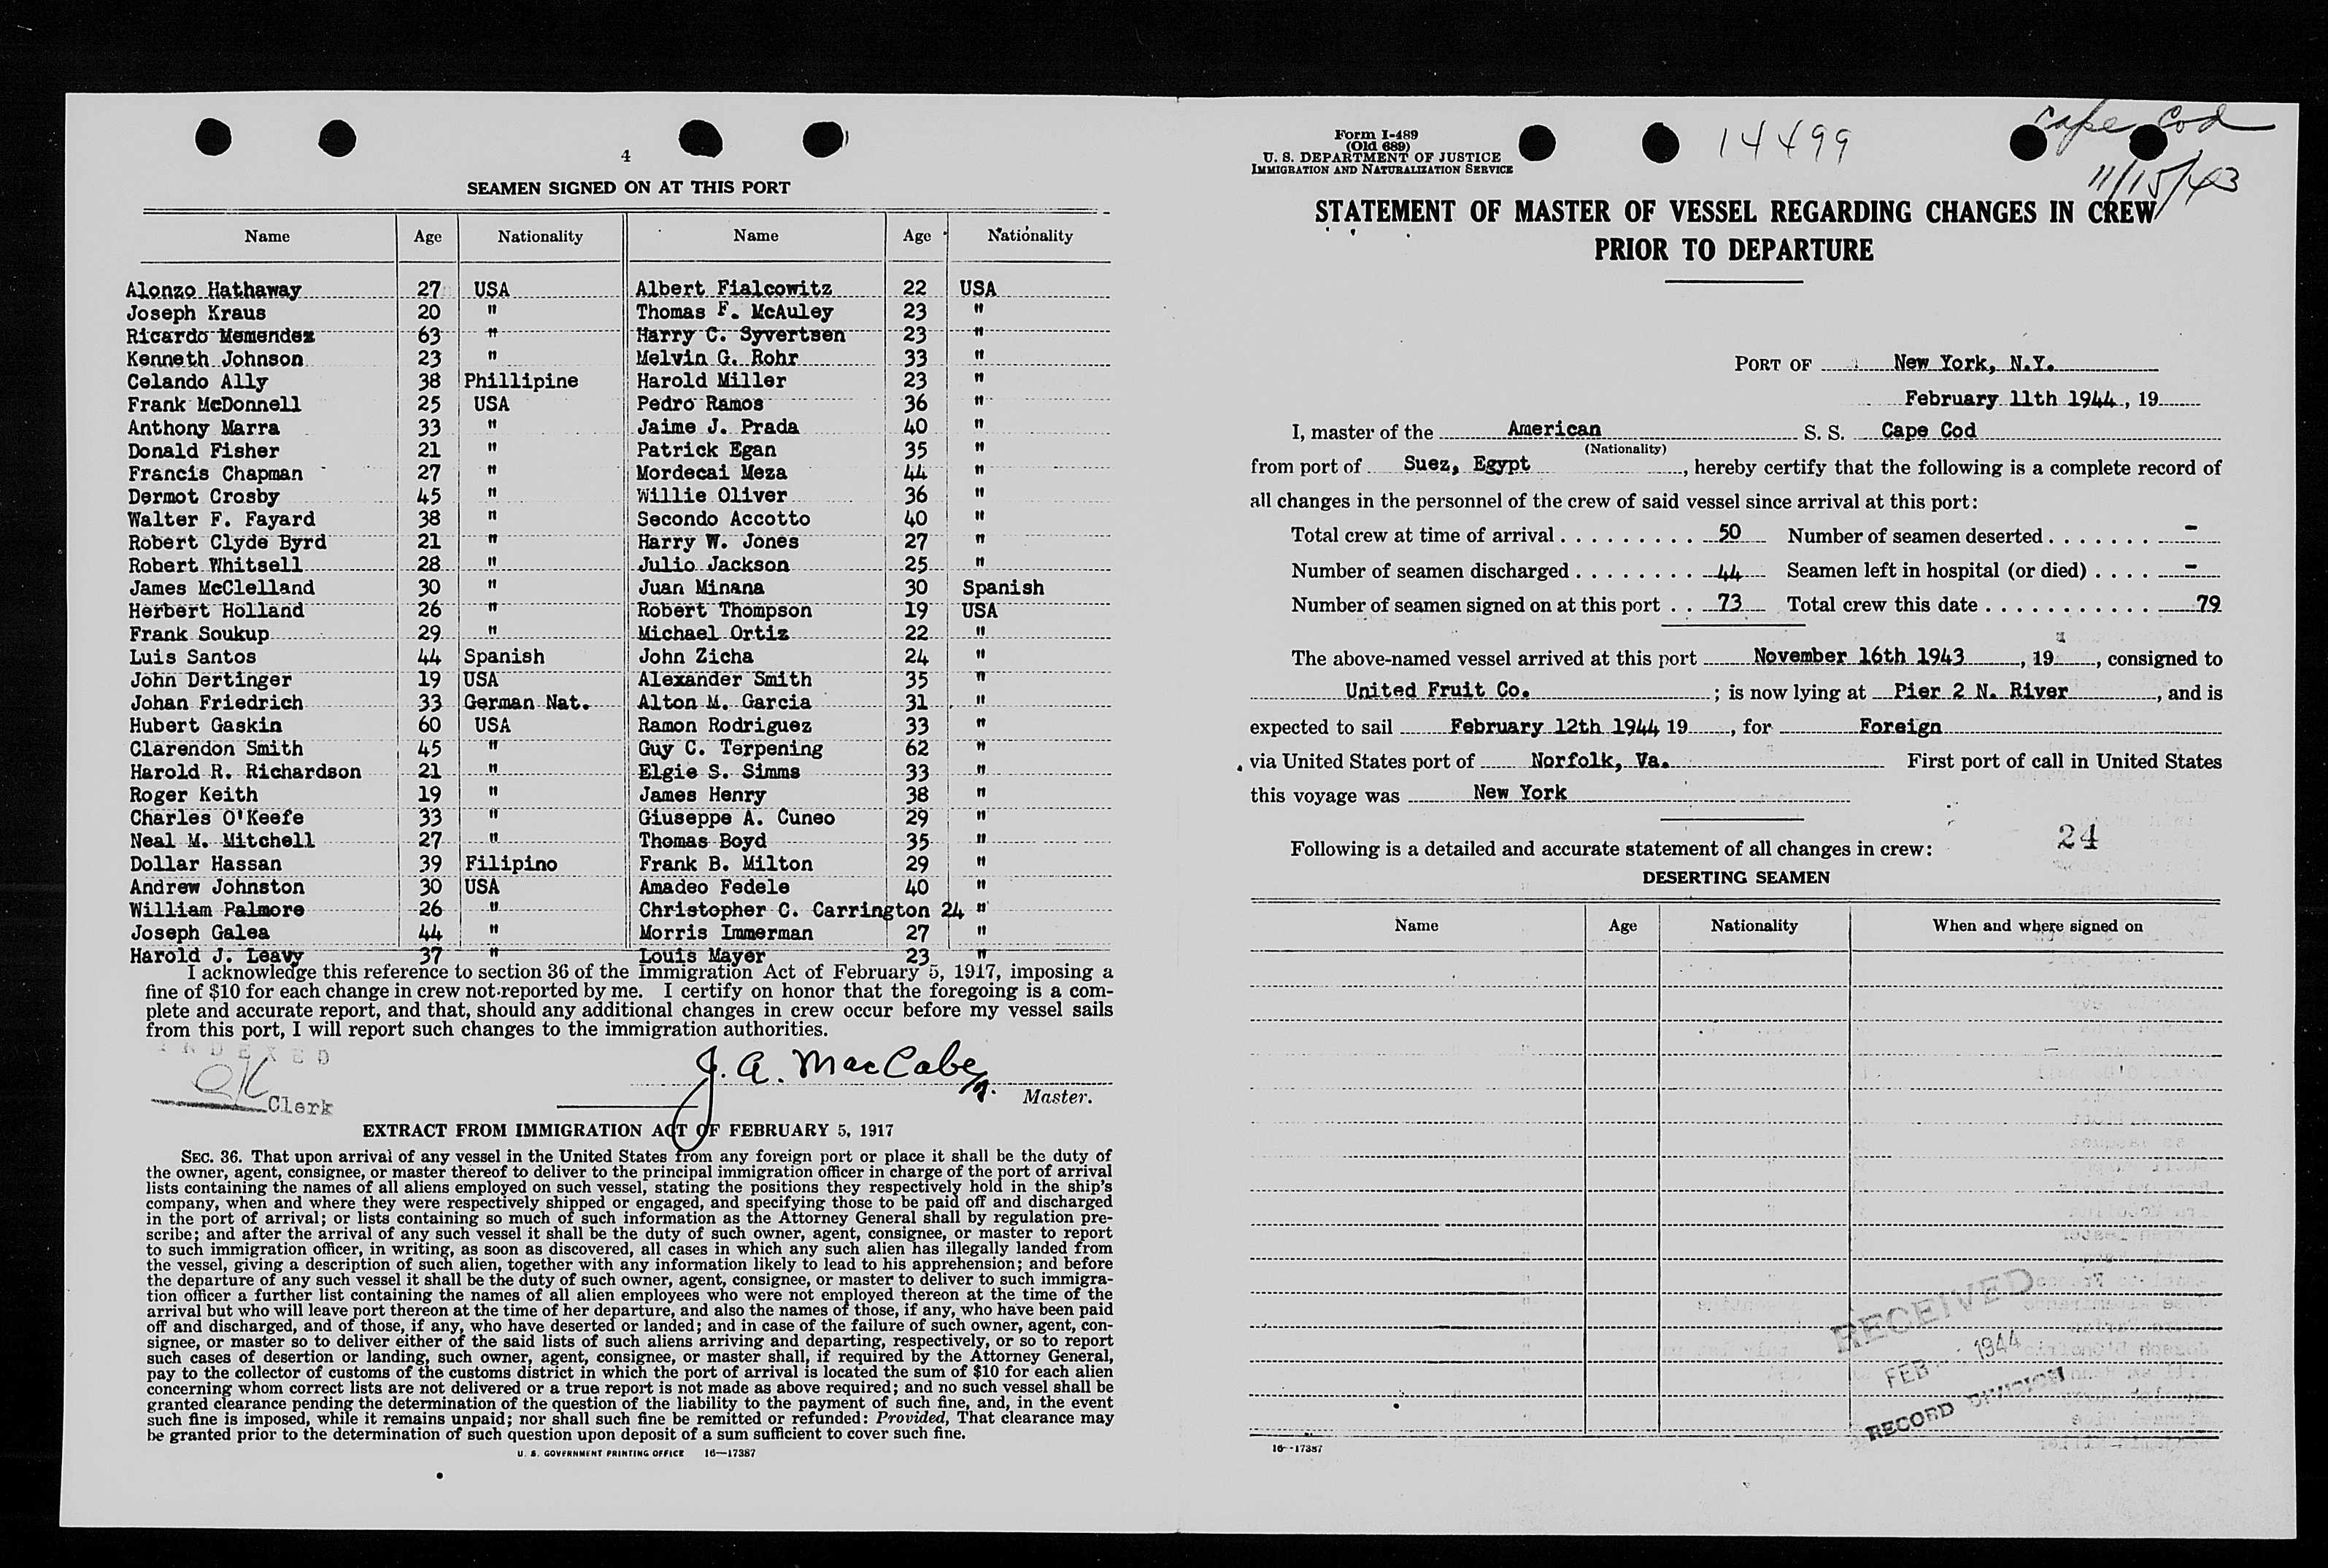 4
SEAMEN SIGNED ON AT THIS PORT
Name Age Nationality Name Age Nationality
Alonzo Hathaway 27 USA Albert Fialcowitz 22 USA
Joseph Kraus 20 " Thomas F. McAuley 23 "
Ricardo Memendez 63 " Harry C. Syvertsen 23 "
Kenneth Johnson 23 " Melvin G. Rohr 33 "
Celando Ally 38 Phillipine Harold Miller 23 "
Frank McDonnell 25 USA Pedro Ramos 36 "
Anthony Marra 33 " Jaime J. Prada 40 "
Donald Fisher 21 " Patrick Egan 35 "
Francis Chapman 27 " Mordecai Meza 44 "
Dermot Crosby 45 " Willie Oliver 36 "
Walter F. Fayard 38 " Secondo Accotto 40 "
Robert Clyde Byrd 21 " Harry W. Jones 27 "
Robert Whitsell 28 " Julio Jackson 25 "
James McClelland 30 " Juan Minana 30 Spanish
Herbert Holland 26 " Robert Thompson 19 USA
Frank Soukup 29 " Michael Ortiz 22 "
Luis Santos 44 Spanish John Zicha 24 "
John Dertinger 19 USA Alexander Smith 35 "
Johan Friedrich 33 German Nat. Alton M. Garcia 31 "
Hubert Gaskin 60 USA Ramon Rodriguez 33 "
Clarendon Smith 45 " Guy C. Terpening 62 "
Harold R. Richardson 21 " Elgie S. Simms 33 "
Roger Keith 19 " James Henry 38 "
Charles O'Keefe 33 " Giuseppe A. Cuneo 29 "
Neal M. Mitchell 27 " Thomas Boyd 35 "
Dollar Hassan 39 Filipino Frank B. Milton 29 "
Andrew Johnston 30 USA Amadeo Fedele 40 "
William Palmore 26 " Christopher C. Carrington 24 "
Joseph Galea 44 " Morris Immerman 27 "
Harold J. Leavy 37 " Louis Mayer 23 "
I acknowledge this reference to section 36 of the Immigration Act of February 5, 1917, imposing a
fine of $10 for each change in crew not reported by me. I certify on honor that the foregoing is a com-
plete and accurate report, and that, should any additional changes in crew occur before my vessel sails
from this port, I will report such changes to the immigration authorities.
INDEXED
Clerk
J. A. MacCabe
Master.
EXTRACT FROM IMMIGRATION ACT OF FEBRUARY 5, 1917
SEC. 36. That upon arrival of any vessel in the United States from any foreign port or place it shall be the duty of
the owner, agent, consignee, or master thereof to deliver to the principal immigration officer in charge of the port of arrival
lists containing the names of all aliens employed on such vessel, stating the positions they respectively hold in the ship's
company, when and where they were respectively shipped or engaged, and specifying those to be paid off and discharged
in the port of arrival; or lists containing so much of such information as the Attorney General shall by regulation pre-
scribe; and after the arrival of any such vessel it shall be the duty of such owner, agent, consignee, or master to report
to such immigration officer, in writing, as soon as discovered, all cases in which any such alien has illegally landed from
the vessel, giving a description of such alien, together with any information likely to lead to his apprehension; and before
the departure of any such vessel it shall be the duty of such owner, agent, consignee, or master to deliver to such immigra-
tion officer a further list containing the names of all alien employees who were not employed thereon at the time of the
arrival but who will leave port thereon at the time of her departure, and also the names of those, if any, who have been paid
off and discharged, and of those, if any, who have deserted or landed; and in case of the failure of such owner, agent, con-
signee, or master so to deliver either of the said lists of such aliens arriving and departing, respectively, or so to report
such cases of desertion or landing, such owner, agent, consignee, or master shall, if required by the Attorney General,
pay to the collector of customs of the customs district in which the port of arrival is located the sum of $10 for each alien
concerning whom correct lists are not delivered or a true report is not made as above required; and no such vessel shall be
granted clearance pending the determination of the question of the liability to the payment of such fine, and, in the event
such fine is imposed, while it remains unpaid; nor shall such fine be remitted or refunded: Provided, That clearance may
be granted prior to the determination of such question upon deposit of a sum sufficient to cover such fine.
U. S. GOVERNMENT PRINTING OFFICE 16—17387
Form I-489
(Old 689)
U. S. DEPARTMENT OF JUSTICE
IMMIGRATION AND NATURALIZATION SERVICE
14499
Cape Cod
11/15/43
STATEMENT OF MASTER OF VESSEL REGARDING CHANGES IN CREW
PRIOR TO DEPARTURE
PORT OF New York, N.Y.
February 11th 1944, 19
I, master of the American S. S. Cape Cod
(Nationality)
from port of Suez, Egypt, hereby certify that the following is a complete record of
all changes in the personnel of the crew of said vessel since arrival at this port:
Total crew at time of arrival . . . . . . . . . 50 Number of seamen deserted . . . . . . . -
Number of seamen discharged . . . . . . . . 44 Seamen left in hospital (or died) . . . . -
Number of seamen signed on at this port . . 73 Total crew this date . . . . . . . . . . . . 79
The above-named vessel arrived at this port November 16th 1943, 19, consigned to
United Fruit Co. ; is now lying at Pier 2 N. River, and is
expected to sail February 12th 1944 19, for Foreign
via United States port of Norfolk, Va. First port of call in United States
this voyage was New York
24
Following is a detailed and accurate statement of all changes in crew:
DESERTING SEAMEN
Name Age Nationality When and where signed on
RECEIVED
FEB 1944
RECORD DIVISION
16—17387